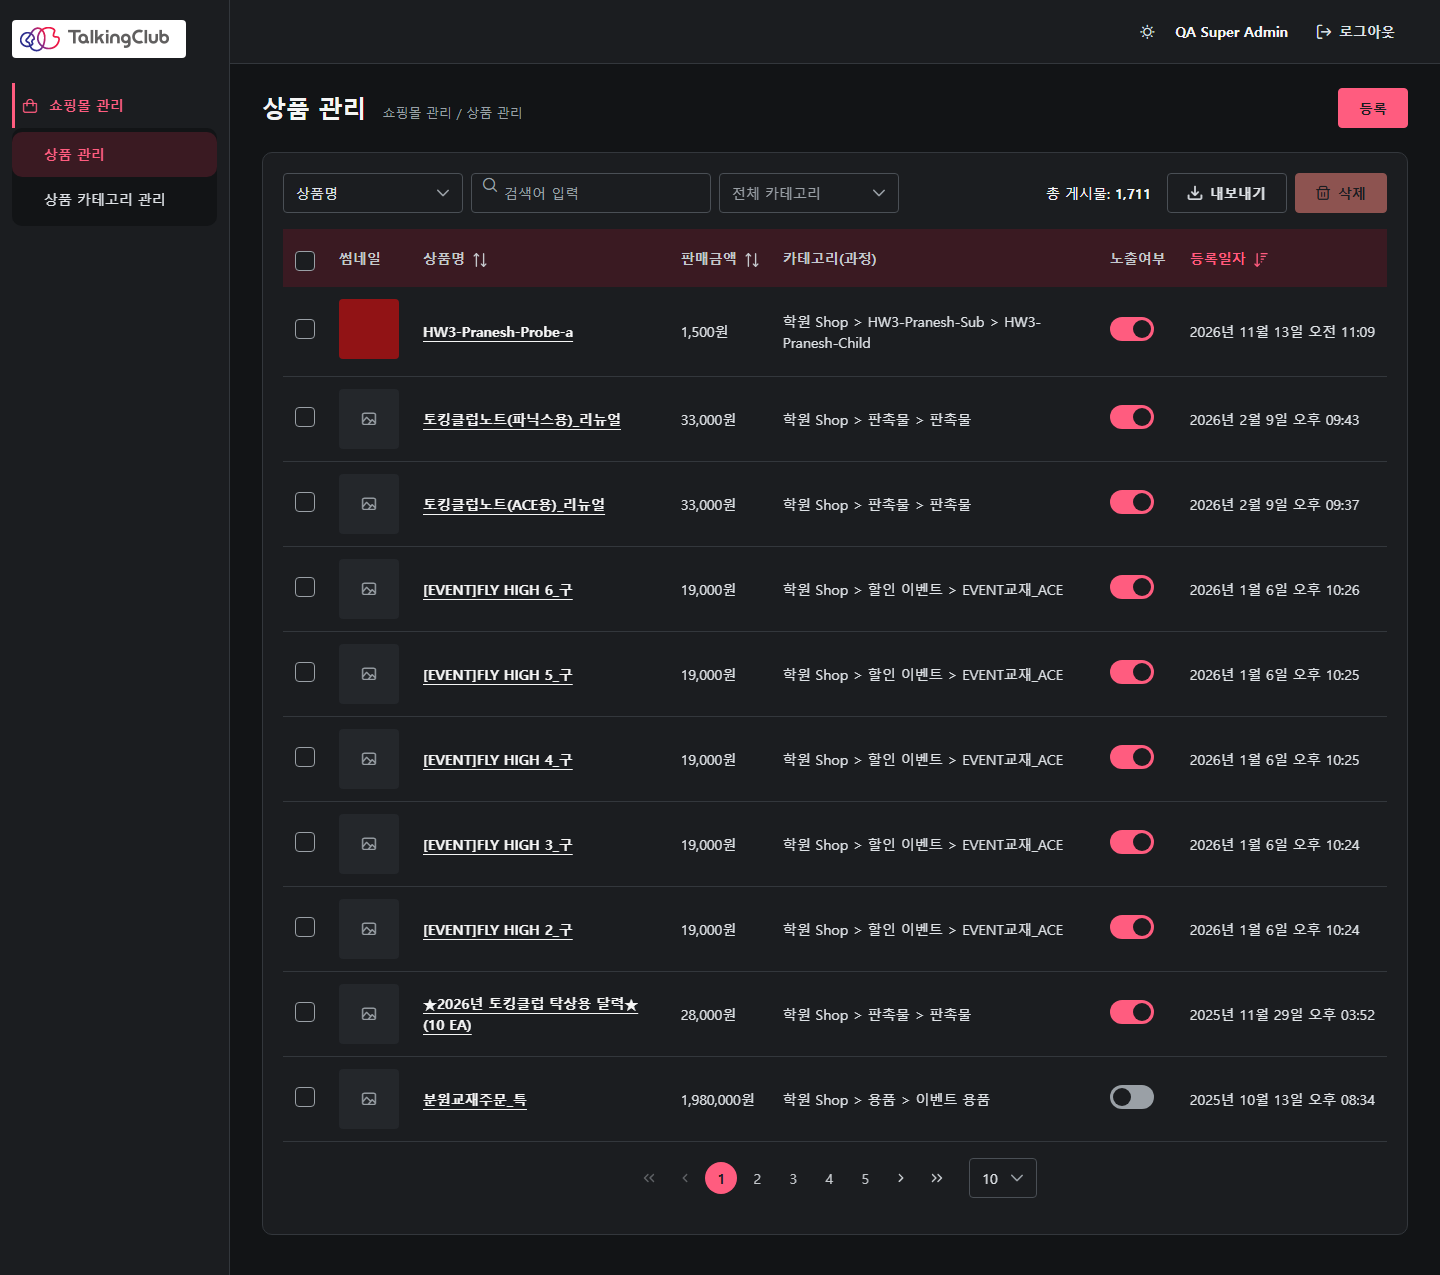 TalkingClub
QA Super Admin
로그아웃
쇼핑몰 관리
상품 관리
상품 카테고리 관리
상품 관리
쇼핑몰 관리 / 상품 관리
등록
상품명
검색어 입력
전체 카테고리
총 게시물: 1,711
내보내기
삭제
썸네일 상품명 판매금액 카테고리(과정) 노출여부 등록일자
HW3-Pranesh-Probe-a 1,500원 학원 Shop > HW3-Pranesh-Sub > HW3-
Pranesh-Child 2026년 11월 13일 오전 11:09
토킹클럽노트(파닉스용)_리뉴얼 33,000원 학원 Shop > 판촉물 > 판촉물 2026년 2월 9일 오후 09:43
토킹클럽노트(ACE용)_리뉴얼 33,000원 학원 Shop > 판촉물 > 판촉물 2026년 2월 9일 오후 09:37
[EVENT]FLY HIGH 6_구 19,000원 학원 Shop > 할인 이벤트 > EVENT교재_ACE 2026년 1월 6일 오후 10:26
[EVENT]FLY HIGH 5_구 19,000원 학원 Shop > 할인 이벤트 > EVENT교재_ACE 2026년 1월 6일 오후 10:25
[EVENT]FLY HIGH 4_구 19,000원 학원 Shop > 할인 이벤트 > EVENT교재_ACE 2026년 1월 6일 오후 10:25
[EVENT]FLY HIGH 3_구 19,000원 학원 Shop > 할인 이벤트 > EVENT교재_ACE 2026년 1월 6일 오후 10:24
[EVENT]FLY HIGH 2_구 19,000원 학원 Shop > 할인 이벤트 > EVENT교재_ACE 2026년 1월 6일 오후 10:24
★2026년 토킹클럽 탁상용 달력★
(10 EA) 28,000원 학원 Shop > 판촉물 > 판촉물 2025년 11월 29일 오후 03:52
분원교재주문_특 1,980,000원 학원 Shop > 용품 > 이벤트 용품 2025년 10월 13일 오후 08:34
1 2 3 4 5 10